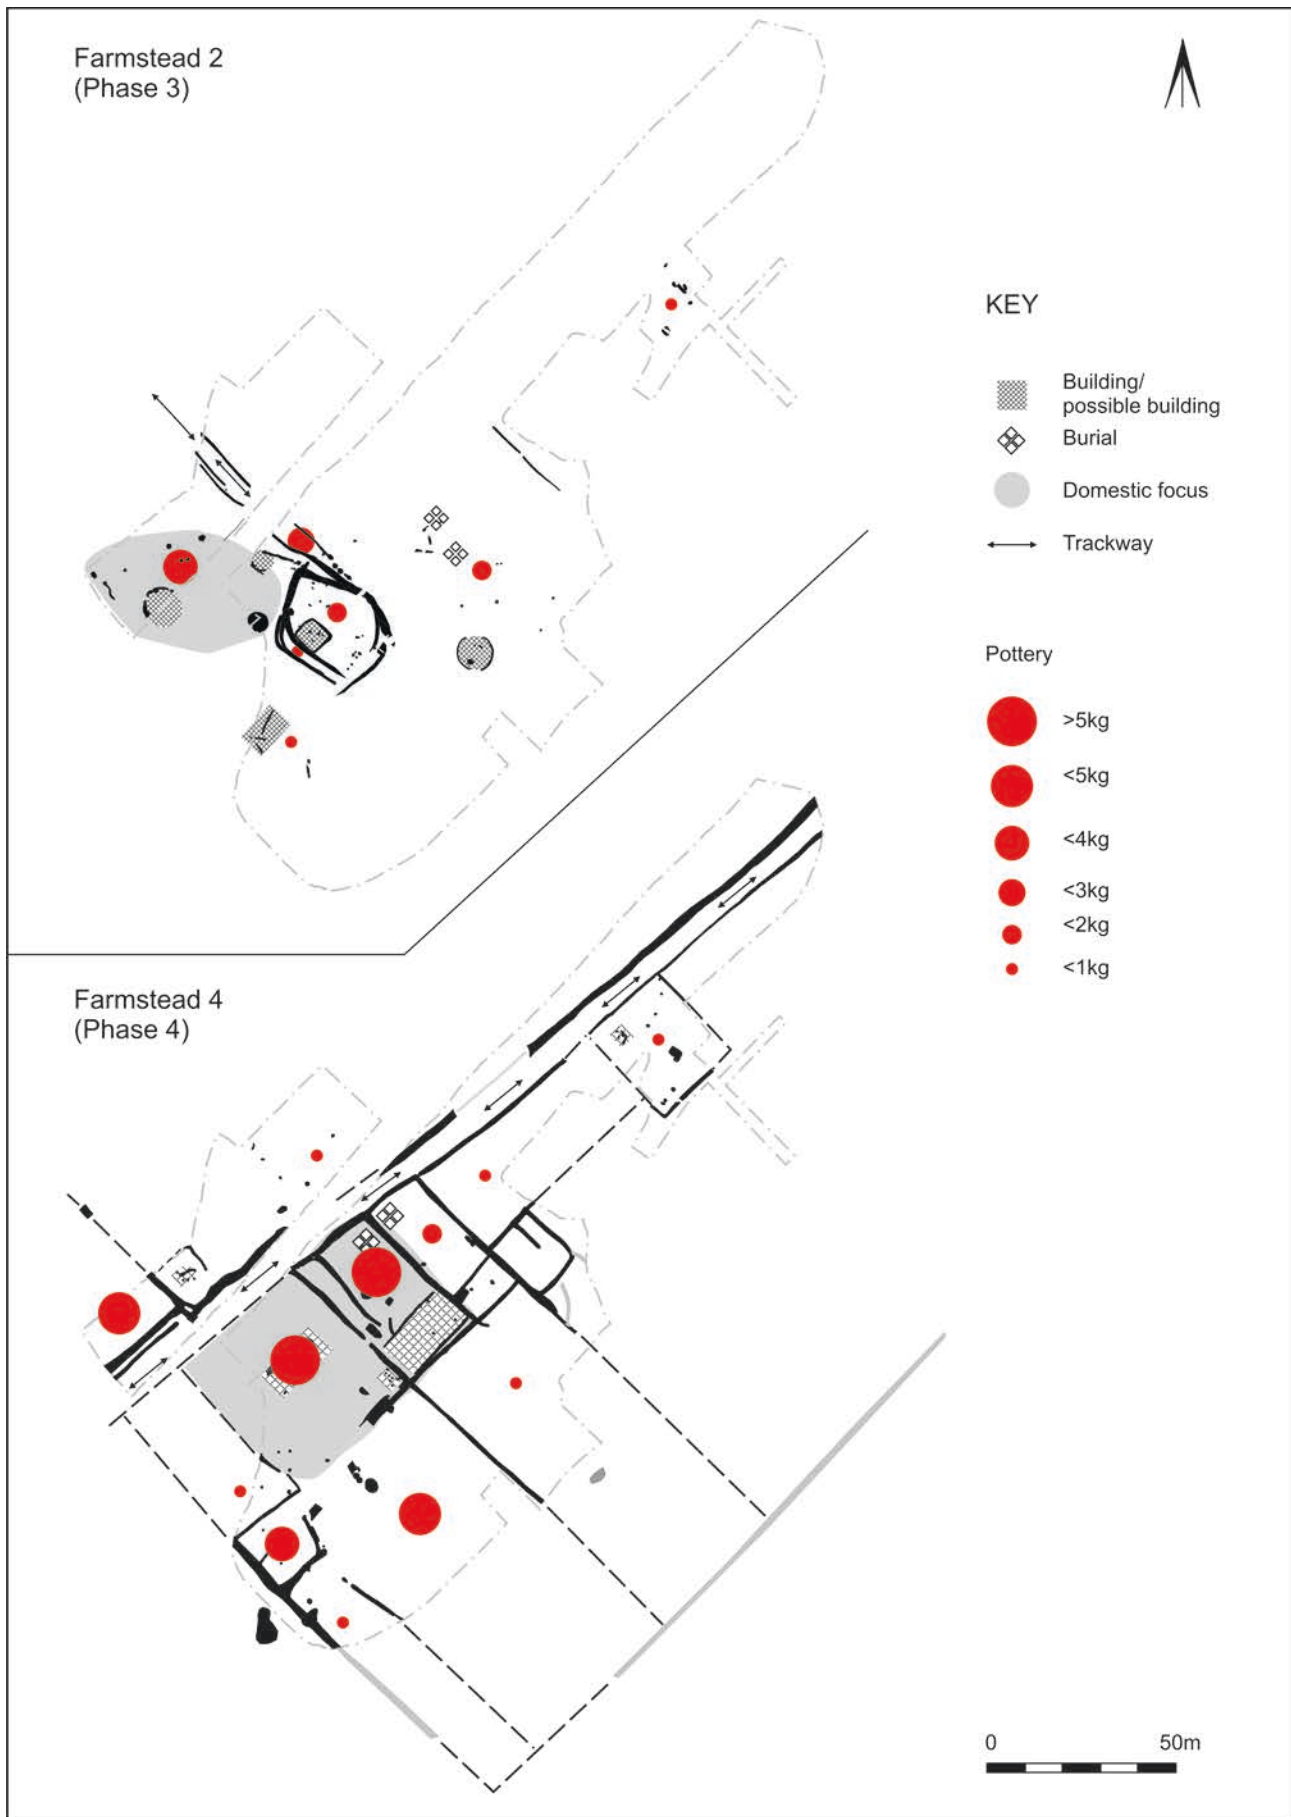 Farmstead 2
(Phase 3)
KEY
Building/
possible building
Burial
Domestic focus
Trackway
Pottery
>5kg
<5kg
<4kg
<3kg
<2kg
<1kg
Farmstead 4
(Phase 4)
0 50m